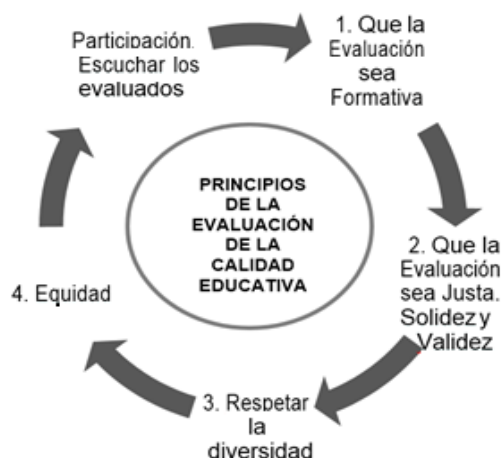 PRINCIPIOS
DE LA
EVALUACIÓN
DE LA
CALIDAD
EDUCATIVA
1. Que la
Evaluación
sea
Formativa
2. Que la
Evaluación
sea Justa.
Solidez y
Validez
3. Respetar
la
diversidad
4. Equidad
Participación.
Escuchar los
evaluados